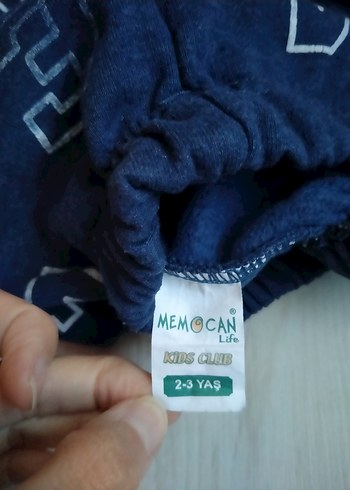 MEMOCAN®
Life
KIDS CLUB
2-3 YAŞ